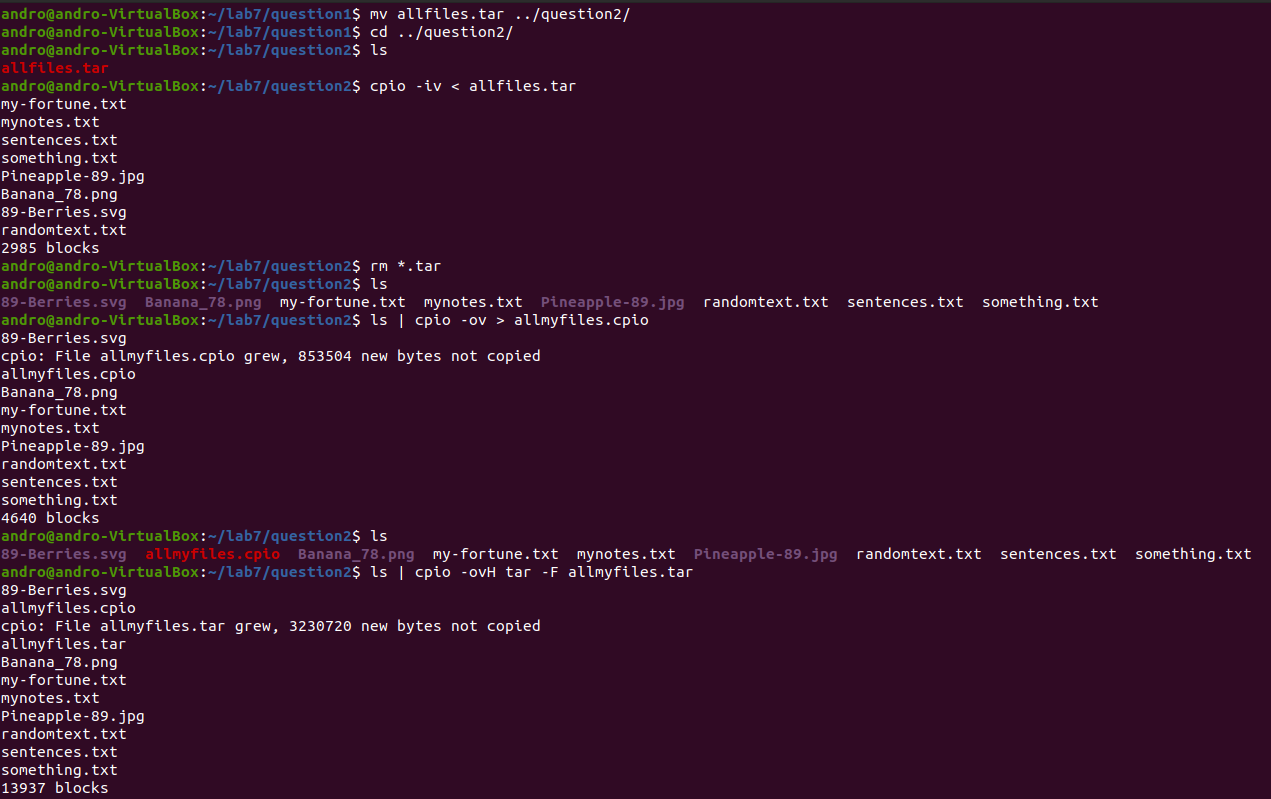 andro@andro-VirtualBox:~/lab7/question1$ mv allfiles.tar ../question2/
andro@andro-VirtualBox:~/lab7/question1$ cd ../question2/
andro@andro-VirtualBox:~/lab7/question2$ ls
allfiles.tar
andro@andro-VirtualBox:~/lab7/question2$ cpio -iv < allfiles.tar
my-fortune.txt
mynotes.txt
sentences.txt
something.txt
Pineapple-89.jpg
Banana_78.png
89-Berries.svg
randomtext.txt
2985 blocks
andro@andro-VirtualBox:~/lab7/question2$ rm *.tar
andro@andro-VirtualBox:~/lab7/question2$ ls
89-Berries.svg  Banana_78.png  my-fortune.txt  mynotes.txt  Pineapple-89.jpg  randomtext.txt  sentences.txt  something.txt
andro@andro-VirtualBox:~/lab7/question2$ ls | cpio -ov > allmyfiles.cpio
89-Berries.svg
cpio: File allmyfiles.cpio grew, 853504 new bytes not copied
allmyfiles.cpio
Banana_78.png
my-fortune.txt
mynotes.txt
Pineapple-89.jpg
randomtext.txt
sentences.txt
something.txt
4640 blocks
andro@andro-VirtualBox:~/lab7/question2$ ls
89-Berries.svg  allmyfiles.cpio  Banana_78.png  my-fortune.txt  mynotes.txt  Pineapple-89.jpg  randomtext.txt  sentences.txt  something.txt
andro@andro-VirtualBox:~/lab7/question2$ ls | cpio -ovH tar -F allmyfiles.tar
89-Berries.svg
allmyfiles.cpio
cpio: File allmyfiles.tar grew, 3230720 new bytes not copied
allmyfiles.tar
Banana_78.png
my-fortune.txt
mynotes.txt
Pineapple-89.jpg
randomtext.txt
sentences.txt
something.txt
13937 blocks